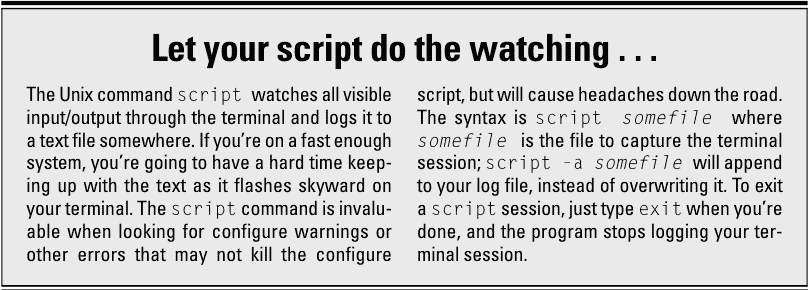 Let your script do the watching . . .
The Unix command script watches all visible
input/output through the terminal and logs it to
a text file somewhere. If you’re on a fast enough
system, you’re going to have a hard time keep-
ing up with the text as it flashes skyward on
your terminal. The script command is invalu-
able when looking for configure warnings or
other errors that may not kill the configure
script, but will cause headaches down the road.
The syntax is script somefile where
somefile is the file to capture the terminal
session; script -a somefile will append
to your log file, instead of overwriting it. To exit
a script session, just type exit when you’re
done, and the program stops logging your ter-
minal session.